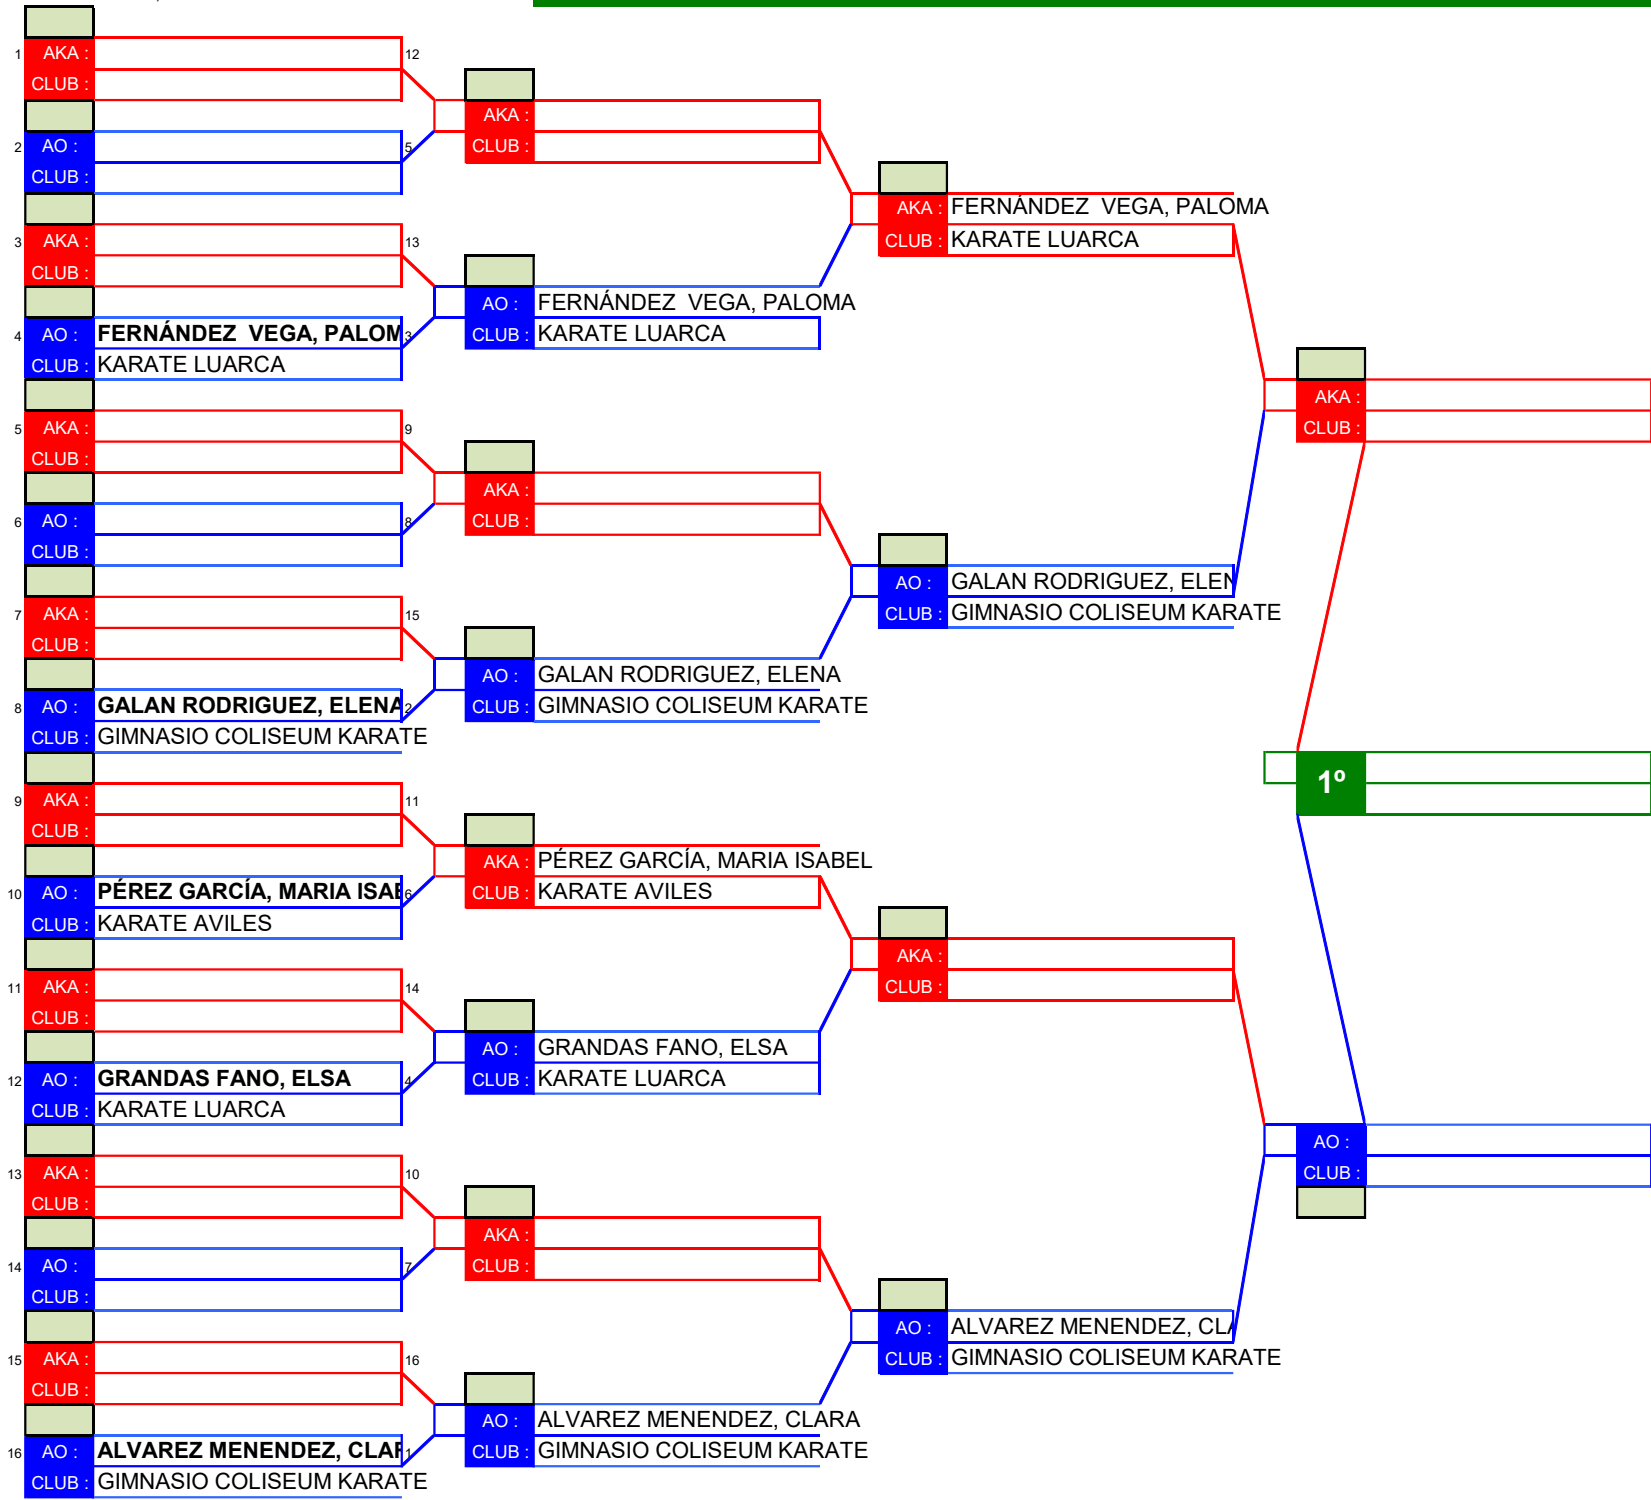 1 AKA : 12
CLUB :
2 AO : 5
CLUB :
3 AKA : 13
CLUB :
4 AO : FERNÁNDEZ  VEGA, PALOM 3
CLUB : KARATE LUARCA
5 AKA : 9
CLUB :
6 AO : 8
CLUB :
7 AKA : 15
CLUB :
8 AO : GALAN RODRIGUEZ, ELENA 2
CLUB : GIMNASIO COLISEUM KARATE
9 AKA : 11
CLUB :
10 AO : PÉREZ GARCÍA, MARIA ISAB 6
CLUB : KARATE AVILES
11 AKA : 14
CLUB :
12 AO : GRANDAS FANO, ELSA 4
CLUB : KARATE LUARCA
13 AKA : 10
CLUB :
14 AO : 7
CLUB :
15 AKA : 16
CLUB :
16 AO : ALVAREZ MENENDEZ, CLAR 1
CLUB : GIMNASIO COLISEUM KARATE
AKA :
CLUB :
AO : FERNÁNDEZ  VEGA, PALOMA
CLUB : KARATE LUARCA
AKA :
CLUB :
AO : GALAN RODRIGUEZ, ELENA
CLUB : GIMNASIO COLISEUM KARATE
AKA : PÉREZ GARCÍA, MARIA ISABEL
CLUB : KARATE AVILES
AO : GRANDAS FANO, ELSA
CLUB : KARATE LUARCA
AKA :
CLUB :
AO : ALVAREZ MENENDEZ, CLARA
CLUB : GIMNASIO COLISEUM KARATE
AKA : FERNÁNDEZ  VEGA, PALOMA
CLUB : KARATE LUARCA
AO : GALAN RODRIGUEZ, ELEN
CLUB : GIMNASIO COLISEUM KARATE
AKA :
CLUB :
AO : ALVAREZ MENENDEZ, CLA
CLUB : GIMNASIO COLISEUM KARATE
AKA :
CLUB :
1º
AO :
CLUB :